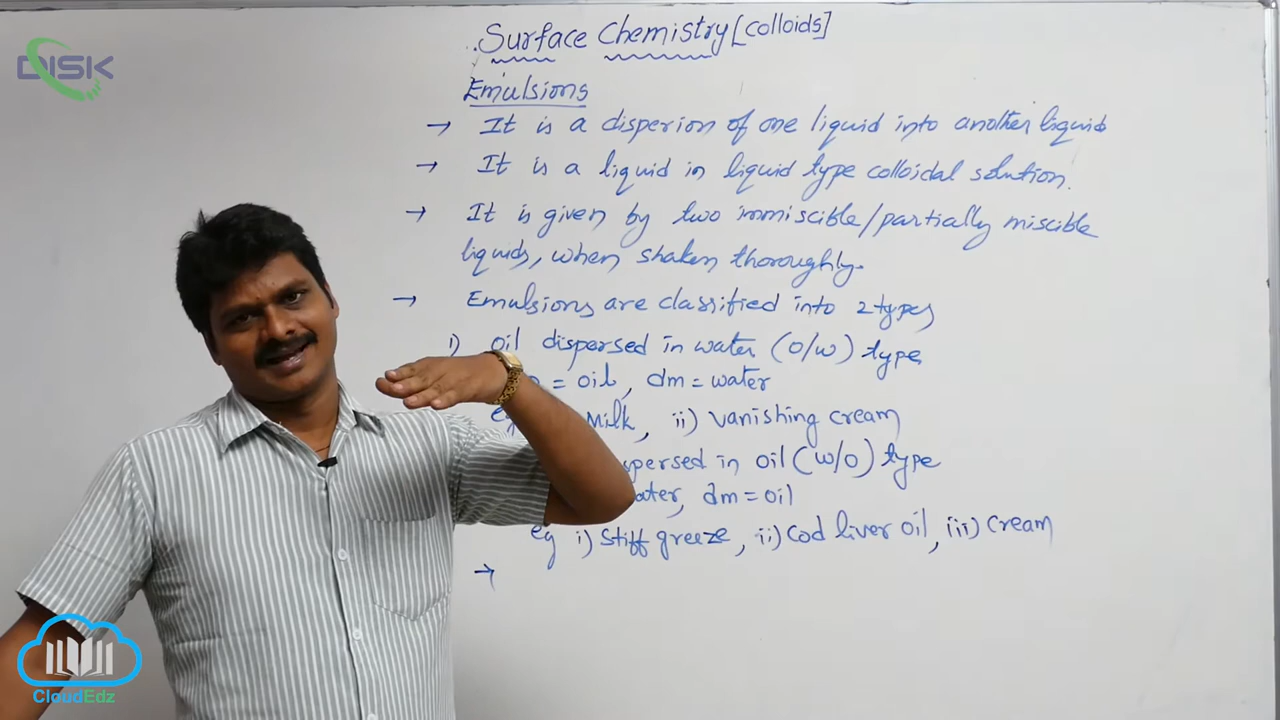 DISK
Surface Chemistry [colloids]
Emulsions
→ It is a disperion of one liquid into another liquid
→ It is a liquid in liquid type colloidal solution.
→ It is given by two immiscible/partially miscible
liquids, when shaken thoroughly.
→ Emulsions are classified into 2 types
i) oil dispersed in water (o/w) type
= oil, dm = water
eg Milk, ii) vanishing cream
persed in oil (w/o) type
ater, dm = oil
eg i) stiff greeze, ii) Cod liver oil, iii) cream
→
CloudEdz